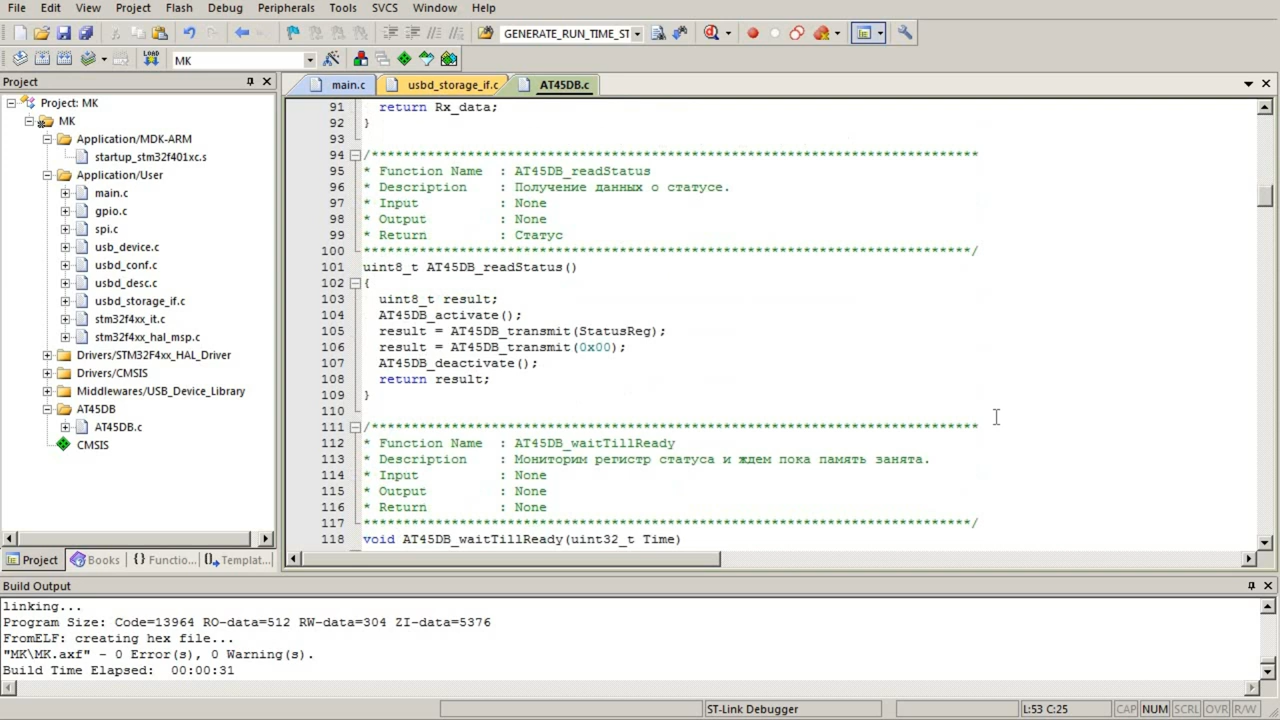 File Edit View Project Flash Debug Peripherals Tools SVCS Window Help
GENERATE_RUN_TIME_ST
LOAD MK
Project
Project: MK
MK
Application/MDK-ARM
startup_stm32f401xc.s
Application/User
main.c
gpio.c
spi.c
usb_device.c
usbd_conf.c
usbd_desc.c
usbd_storage_if.c
stm32f4xx_it.c
stm32f4xx_hal_msp.c
Drivers/STM32F4xx_HAL_Driver
Drivers/CMSIS
Middlewares/USB_Device_Library
AT45DB
AT45DB.c
CMSIS
Project Books {} Functio... Templat...
main.c usbd_storage_if.c AT45DB.c
91 return Rx_data;
92 }
93
94 /****************************************************************************
95 * Function Name : AT45DB_readStatus
96 * Description : Получение данных о статусе.
97 * Input : None
98 * Output : None
99 * Return : Статус
100 ****************************************************************************/
101 uint8_t AT45DB_readStatus()
102 {
103 uint8_t result;
104 AT45DB_activate();
105 result = AT45DB_transmit(StatusReg);
106 result = AT45DB_transmit(0x00);
107 AT45DB_deactivate();
108 return result;
109 }
110
111 /****************************************************************************
112 * Function Name : AT45DB_waitTillReady
113 * Description : Мониторим регистр статуса и ждем пока память занята.
114 * Input : None
115 * Output : None
116 * Return : None
117 ****************************************************************************/
118 void AT45DB_waitTillReady(uint32_t Time)
Build Output
linking...
Program Size: Code=13964 RO-data=512 RW-data=304 ZI-data=5376
FromELF: creating hex file...
"MK\MK.axf" - 0 Error(s), 0 Warning(s).
Build Time Elapsed: 00:00:31
ST-Link Debugger L:53 C:25 CAP NUM SCRL OVR R/W